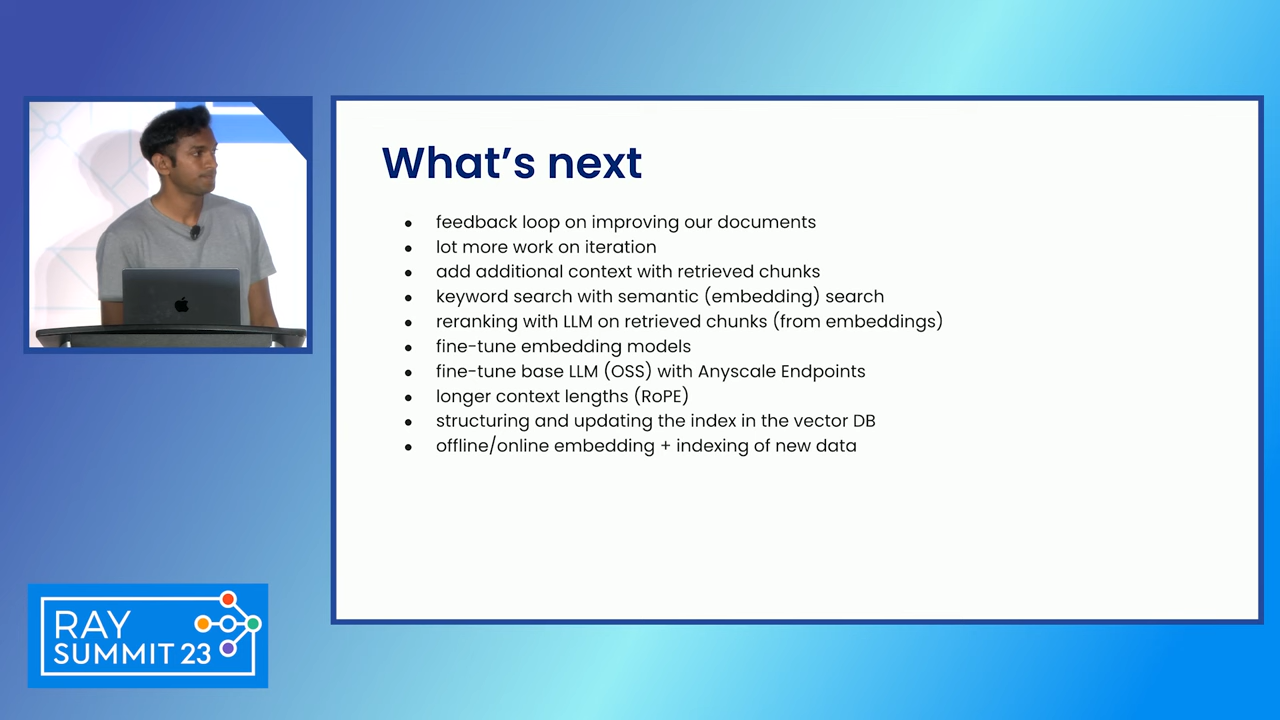 What's next
feedback loop on improving our documents
lot more work on iteration
add additional context with retrieved chunks
keyword search with semantic (embedding) search
reranking with LLM on retrieved chunks (from embeddings)
fine-tune embedding models
fine-tune base LLM (OSS) with Anyscale Endpoints
longer context lengths (RoPE)
structuring and updating the index in the vector DB
offline/online embedding + indexing of new data
RAY
SUMMIT 23